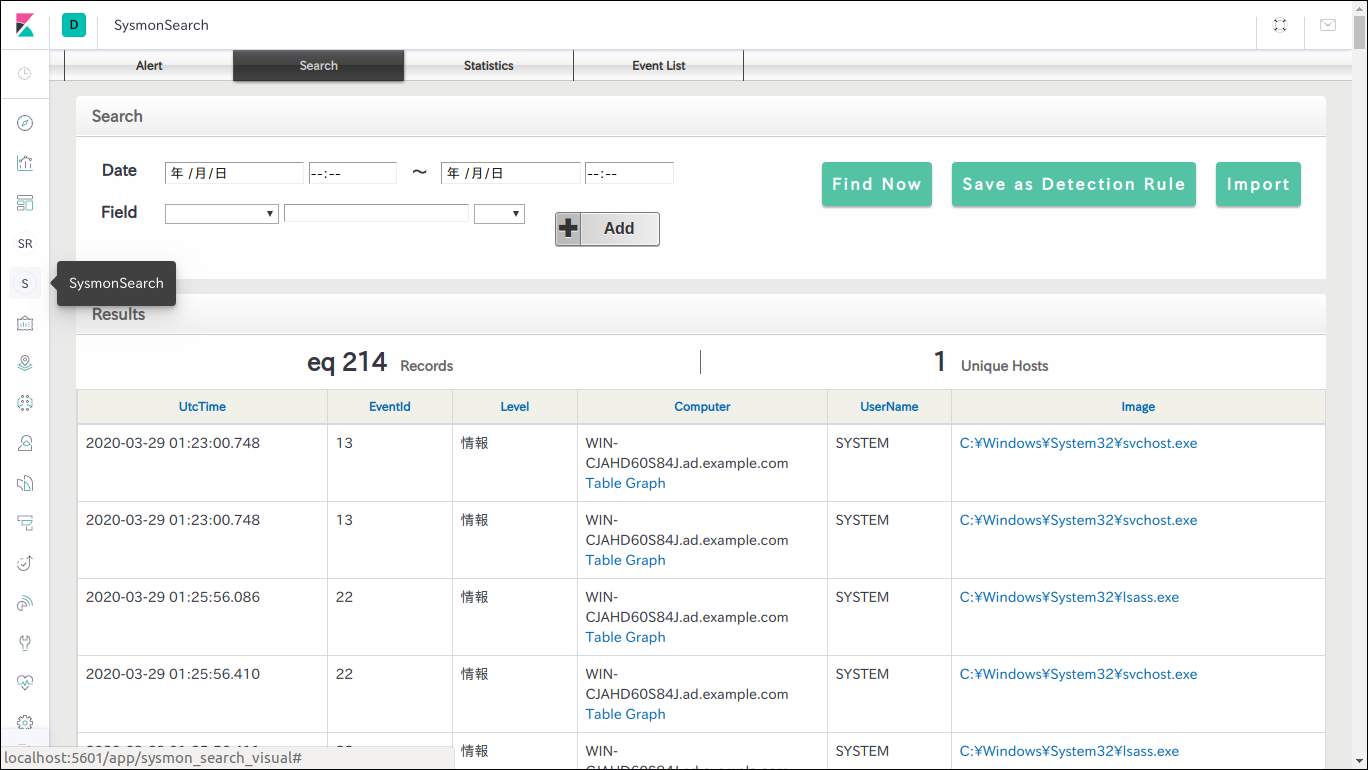 D SysmonSearch
Alert Search Statistics Event List
Search
Date 年 /月/日 --:-- ～ 年 /月/日 --:-- Find Now Save as Detection Rule Import
Field Add
SR
S SysmonSearch
Results
eq 214 Records 1 Unique Hosts
UtcTime EventId Level Computer UserName Image
2020-03-29 01:23:00.748 13 情報 WIN- SYSTEM C:¥Windows¥System32¥svchost.exe
CJAHD60S84J.ad.example.com
Table Graph
2020-03-29 01:23:00.748 13 情報 WIN- SYSTEM C:¥Windows¥System32¥svchost.exe
CJAHD60S84J.ad.example.com
Table Graph
2020-03-29 01:25:56.086 22 情報 WIN- SYSTEM C:¥Windows¥System32¥lsass.exe
CJAHD60S84J.ad.example.com
Table Graph
2020-03-29 01:25:56.410 22 情報 WIN- SYSTEM C:¥Windows¥System32¥svchost.exe
CJAHD60S84J.ad.example.com
Table Graph
情報 WIN- SYSTEM C:¥Windows¥System32¥lsass.exe
CJAHD60S84J.ad.example.com
localhost:5601/app/sysmon_search_visual#